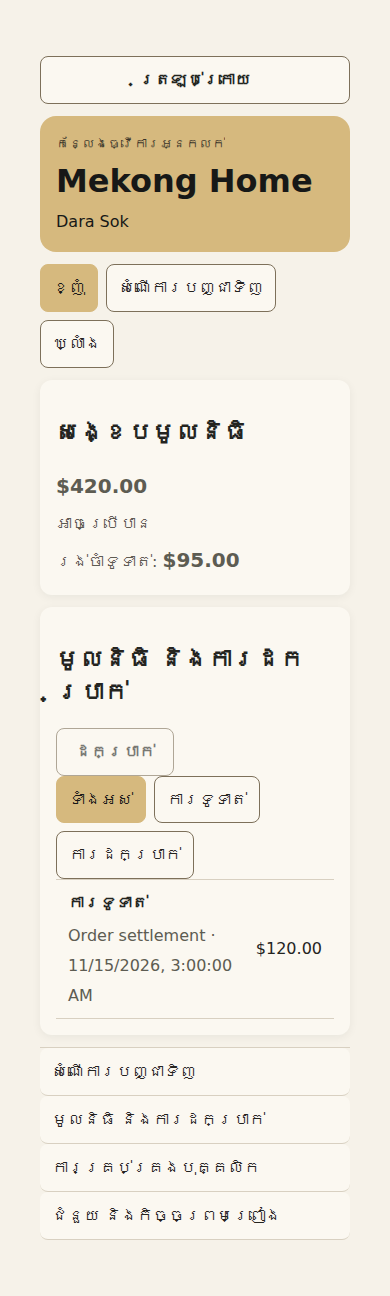 ត្រឡប់ក្រោយ
កន្លែងធ្វើការអ្នកលក់
Mekong Home
Dara Sok
ខ្ញុំ
សំណើការបញ្ជាទិញ
ឃ្លាំង
សង្ខេបមូលនិធិ
$420.00
អាចប្រើបាន
រង់ចាំទូទាត់: $95.00
មូលនិធិ និងការដក
ប្រាក់
ដកប្រាក់
ទាំងអស់
ការទូទាត់
ការដកប្រាក់
ការទូទាត់
Order settlement ·
11/15/2026, 3:00:00
AM
$120.00
សំណើការបញ្ជាទិញ
មូលនិធិ និងការដកប្រាក់
ការគ្រប់គ្រងបុគ្គលិក
ជំនួយ និងកិច្ចព្រមព្រៀង